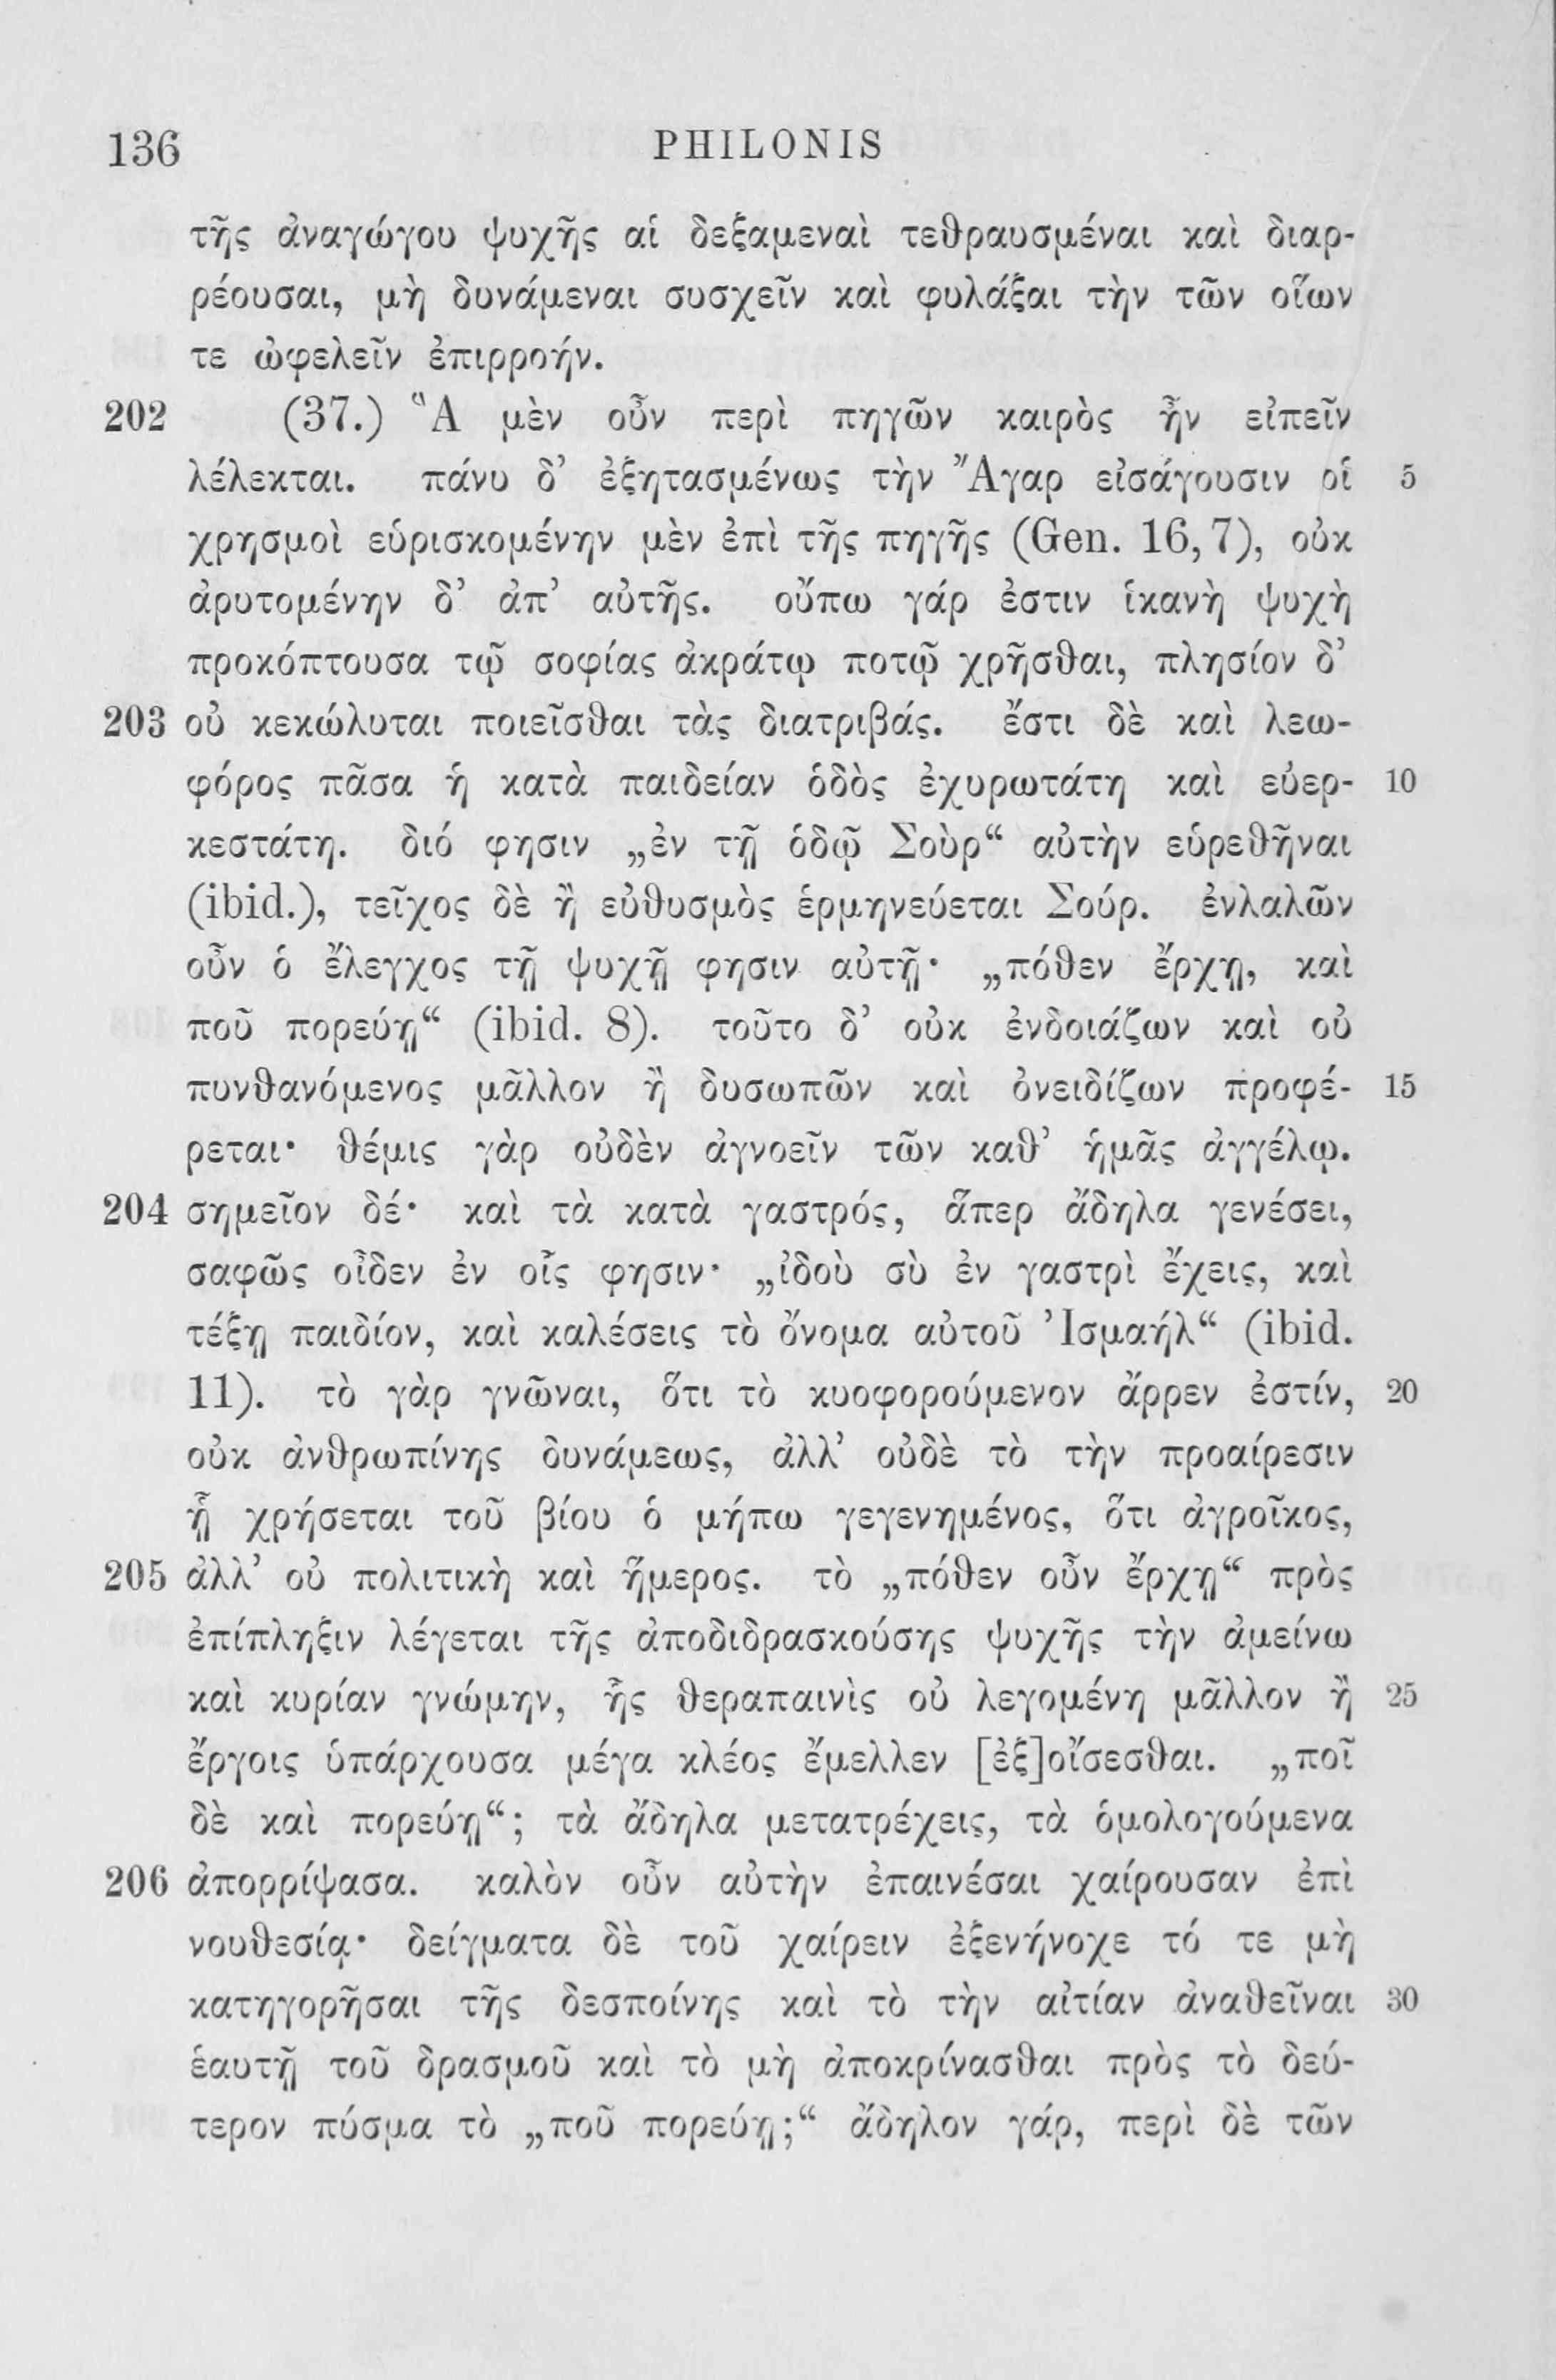 136 PHILONIS
τῆς ἀναγώγου ψυχῆς αἱ δεξαμεναὶ τεθραυσμέναι καὶ διαρ-
ρέουσαι, μὴ δυνάμεναι συσχεῖν καὶ φυλάξαι τὴν τῶν οἵων
τε ὠφελεῖν ἐπιρροήν.
202 (37.) Ἃ μὲν οὖν περὶ πηγῶν καιρὸς ἦν εἰπεῖν
λέλεκται. πάνυ δ’ ἐξητασμένως τὴν Ἄγαρ εἰσάγουσιν οἱ 5
χρησμοὶ εὑρισκομένην μὲν ἐπὶ τῆς πηγῆς (Gen. 16, 7), οὐκ
ἀρυτομένην δ’ ἀπ’ αὐτῆς. οὔπω γάρ ἐστιν ἱκανὴ ψυχὴ
προκόπτουσα τῷ σοφίας ἀκράτῳ ποτῷ χρῆσθαι, πλησίον δ’
203 οὐ κεκώλυται ποιεῖσθαι τὰς διατριβάς. ἔστι δὲ καὶ λεω-
φόρος πᾶσα ἡ κατὰ παιδείαν ὁδὸς ἐχυρωτάτη καὶ εὐερ- 10
κεστάτη. διό φησιν „ἐν τῇ ὁδῷ Σοὺρ“ αὐτὴν εὑρεθῆναι
(ibid.), τεῖχος δὲ ἢ εὐθυσμὸς ἑρμηνεύεται Σούρ. ἐνλαλῶν
οὖν ὁ ἔλεγχος τῇ ψυχῇ φησιν αὐτῇ· „πόθεν ἔρχῃ, καὶ
ποῦ πορεύῃ“ (ibid. 8). τοῦτο δ’ οὐκ ἐνδοιάζων καὶ οὐ
πυνθανόμενος μᾶλλον ἢ δυσωπῶν καὶ ὀνειδίζων προφέ- 15
ρεται· θέμις γὰρ οὐδὲν ἀγνοεῖν τῶν καθ’ ἡμᾶς ἀγγέλῳ.
204 σημεῖον δέ· καὶ τὰ κατὰ γαστρός, ἅπερ ἄδηλα γενέσει,
σαφῶς οἶδεν ἐν οἷς φησιν· „ἰδοὺ σὺ ἐν γαστρὶ ἔχεις, καὶ
τέξῃ παιδίον, καὶ καλέσεις τὸ ὄνομα αὐτοῦ Ἰσμαήλ“ (ibid.
11). τὸ γὰρ γνῶναι, ὅτι τὸ κυοφορούμενον ἄρρεν ἐστίν, 20
οὐκ ἀνθρωπίνης δυνάμεως, ἀλλ’ οὐδὲ τὸ τὴν προαίρεσιν
ᾗ χρήσεται τοῦ βίου ὁ μήπω γεγενημένος, ὅτι ἀγροῖκος,
205 ἀλλ’ οὐ πολιτικὴ καὶ ἥμερος. τὸ „πόθεν οὖν ἔρχῃ“ πρὸς
ἐπίπληξιν λέγεται τῆς ἀποδιδρασκούσης ψυχῆς τὴν ἀμείνω
καὶ κυρίαν γνώμην, ἧς θεραπαινὶς οὐ λεγομένη μᾶλλον ἢ 25
ἔργοις ὑπάρχουσα μέγα κλέος ἔμελλεν [ἐξ]οἴσεσθαι. „ποῖ
δὲ καὶ πορεύῃ“; τὰ ἄδηλα μετατρέχεις, τὰ ὁμολογούμενα
206 ἀπορρίψασα. καλὸν οὖν αὐτὴν ἐπαινέσαι χαίρουσαν ἐπὶ
νουθεσίᾳ· δείγματα δὲ τοῦ χαίρειν ἐξενήνοχε τό τε μὴ
κατηγορῆσαι τῆς δεσποίνης καὶ τὸ τὴν αἰτίαν ἀναθεῖναι 30
ἑαυτῇ τοῦ δρασμοῦ καὶ τὸ μὴ ἀποκρίνασθαι πρὸς τὸ δεύ-
τερον πύσμα τὸ „ποῦ πορεύῃ;“ ἄδηλον γάρ, περὶ δὲ τῶν